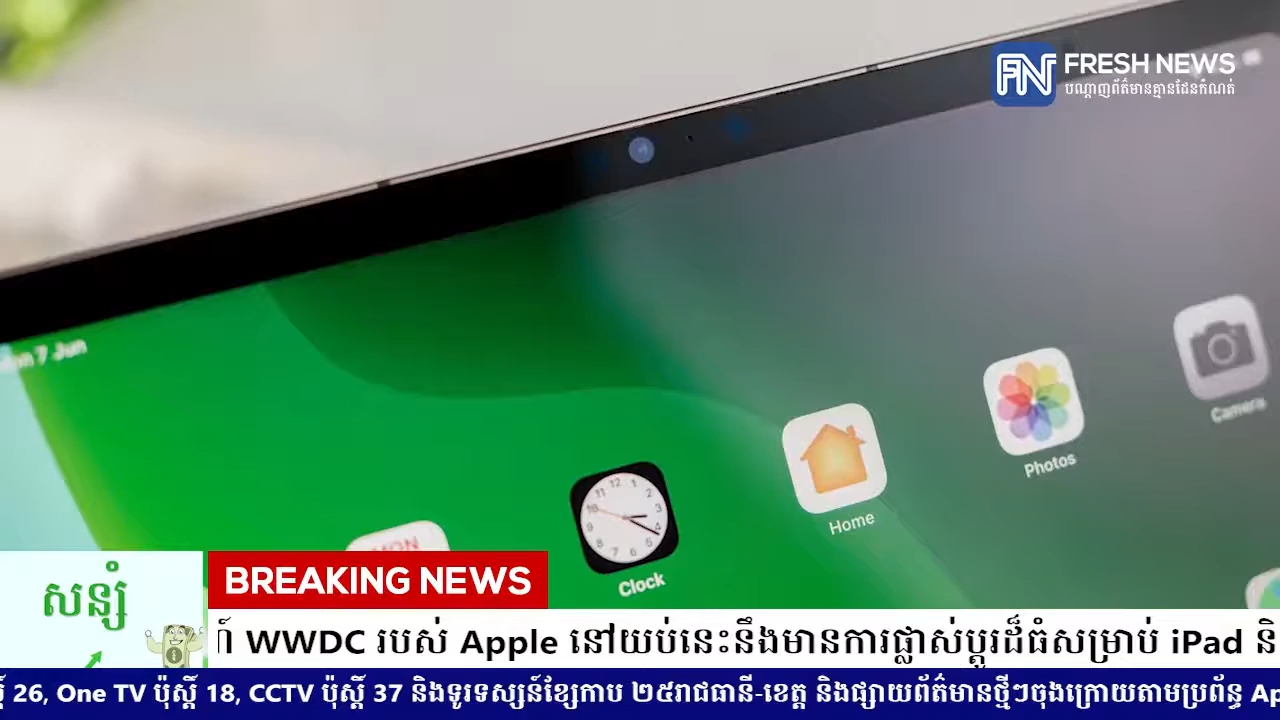 FRESH NEWS
បណ្តាញព័ត៌មានគ្មានដែនកំណត់
7 Jun
Camera
Photos
Home
Clock
MON
សន្សំ
BREAKING NEWS
WWDC របស់ Apple នៅយប់នេះនឹងមានការផ្លាស់ប្តូរដ៏ធំសម្រាប់ iPad
26, One TV ប៉ុស្តិ៍ 18, CCTV ប៉ុស្តិ៍ 37 និងទូរទស្សន៍ខ្សែកាប ២៥រាជធានី-ខេត្ត និងផ្សាយព័ត៌មានថ្មីៗចុងក្រោយតាមប្រព័ន្ធ